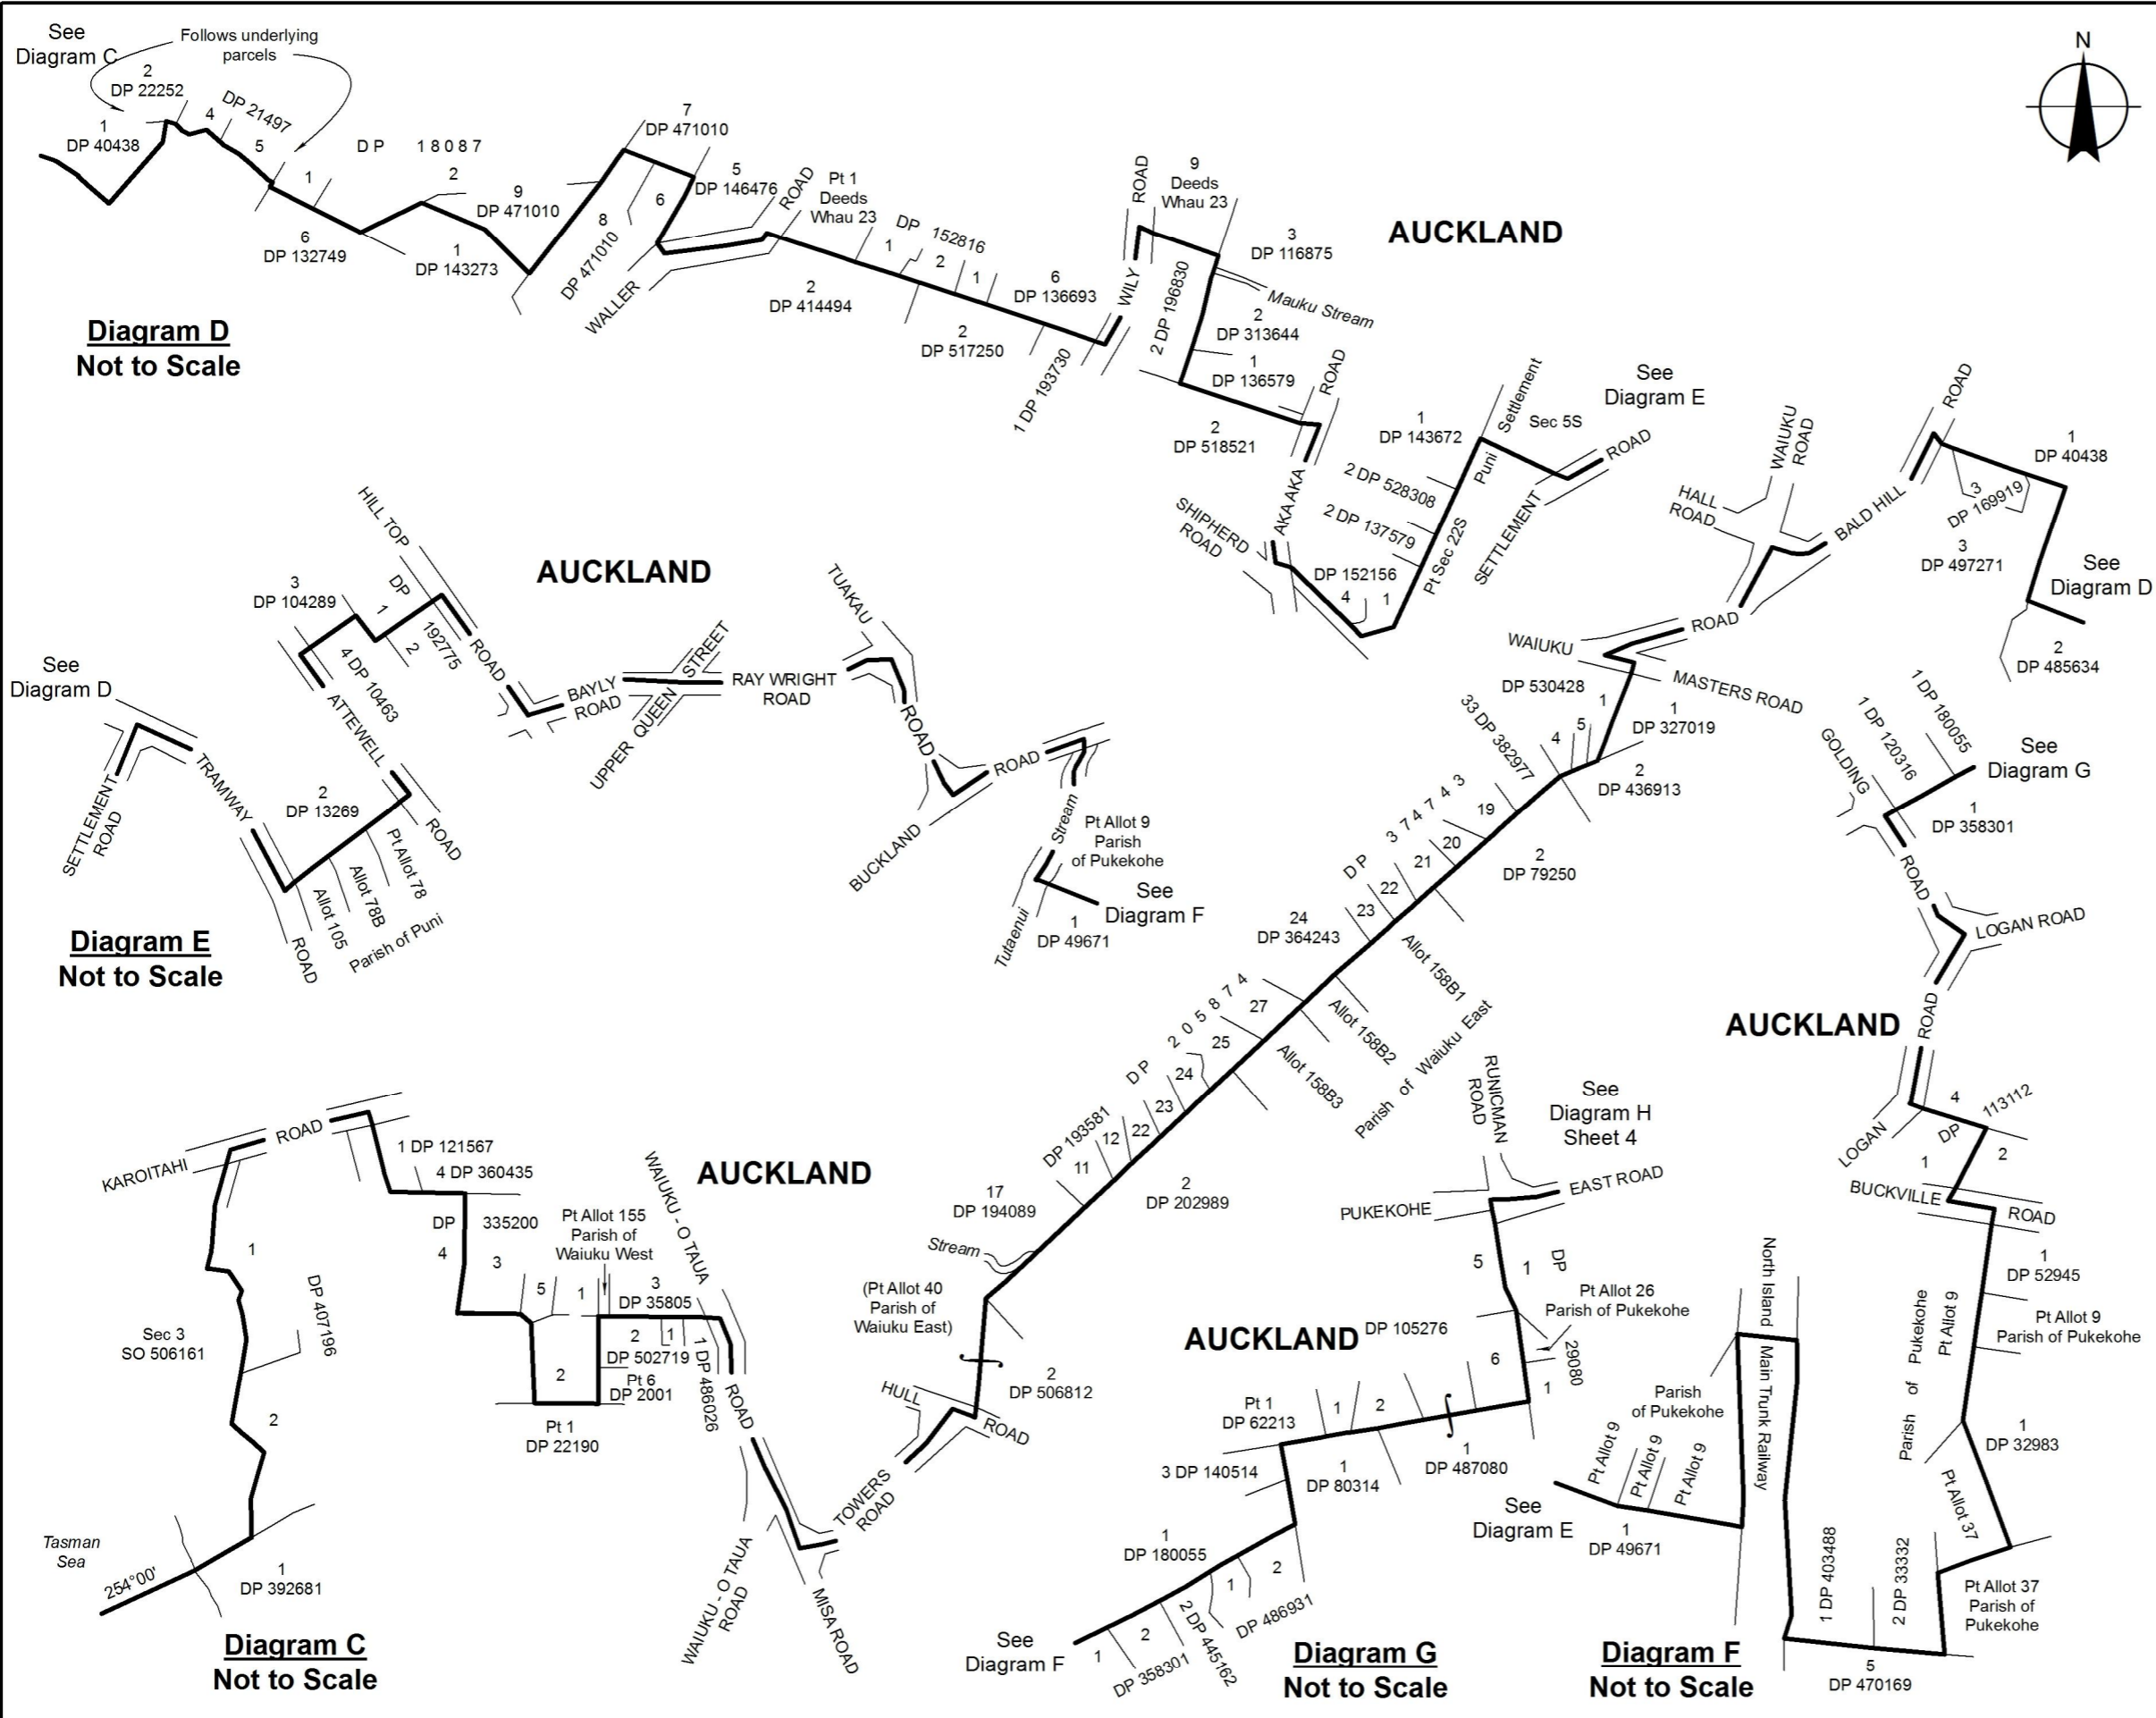 See
Diagram C
Follows underlying
parcels
2
DP 22252
1
DP 40438
4
DP 21497
5
1
DP 18087
2
6
DP 132749
9
DP 471010
1
DP 143273
7
DP 471010
8
DP 471010
6
5
DP 146476
WALLER
ROAD
Pt 1
Deeds
Whau 23
2
DP 414494
DP 152816
1
2
1
2
DP 517250
6
DP 136693
1 DP 193730
WILY
ROAD
9
Deeds
Whau 23
2 DP 196830
3
DP 116875
Mauku Stream
2
DP 313644
1
DP 136579
2
DP 518521
AKAAKA
ROAD
SHIPHERD
ROAD
DP 152156
4
1
1
DP 143672
2 DP 528308
2 DP 137579
Pt Sec 22S
Puni
Settlement
Sec 5S
SETTLEMENT
ROAD
See
Diagram E
AUCKLAND
Diagram D
Not to Scale
N
See
Diagram D
SETTLEMENT
ROAD
TRAMWAY
ROAD
2
DP 13269
Allot 105
Allot 78B
Pt Allot 78
Parish of Puni
ATTEWELL
ROAD
3
DP 104289
4 DP 10463
1
DP
192775
2
HILL TOP
ROAD
BAYLY
ROAD
UPPER QUEEN
STREET
RAY WRIGHT
ROAD
TUAKAU
ROAD
BUCKLAND
ROAD
Tutaenui
Stream
Pt Allot 9
Parish
of Pukekohe
1
DP 49671
See
Diagram F
AUCKLAND
Diagram E
Not to Scale
Tasman
Sea
254°00'
1
DP 392681
Sec 3
SO 506161
1
DP 407196
2
KAROITAHI
ROAD
1 DP 121567
4 DP 360435
DP 335200
4
3
5
1
Pt Allot 155
Parish of
Waiuku West
2
Pt 1
DP 22190
3
DP 35805
2
1
DP 502719
Pt 6
DP 2001
1 DP 486026
WAIUKU - O TAUA
ROAD
WAIUKU - O TAUA
ROAD
MISA ROAD
TOWERS
ROAD
HULL
ROAD
(Pt Allot 40
Parish of
Waiuku East)
2
DP 506812
Stream
17
DP 194089
11
DP 193581
12
22
23
24
DP 205874
25
27
2
DP 202989
Allot 158B3
Allot 158B2
Allot 158B1
Parish of Waiuku East
24
DP 364243
23
22
21
20
19
DP 374743
33 DP 382977
2
DP 79250
4
5
1
DP 530428
2
DP 436913
1
DP 327019
WAIUKU
ROAD
MASTERS ROAD
HALL
ROAD
WAIUKU
ROAD
BALD HILL
ROAD
3
DP 169919
1
DP 40438
3
DP 497271
2
DP 485634
See
Diagram D
AUCKLAND
Diagram C
Not to Scale
See
Diagram F
1
2
DP 358301
2 DP 445162
1
DP 486931
2
1
DP 180055
3 DP 140514
Pt 1
DP 62213
1
2
DP 105276
1
DP 80314
1
DP 487080
6
5
1
DP
29080
1
Pt Allot 26
Parish of Pukekohe
PUKEKOHE
EAST ROAD
RUNICMAN
ROAD
See
Diagram H
Sheet 4
AUCKLAND
Diagram G
Not to Scale
See
Diagram E
Pt Allot 9
Pt Allot 9
Pt Allot 9
Parish
of Pukekohe
1
DP 49671
North Island
Main Trunk Railway
1 DP 403488
2 DP 33332
5
DP 470169
Pt Allot 37
Parish of
Pukekohe
Pt Allot 37
1
DP 32983
Parish of Pukekohe
Pt Allot 9
Pt Allot 9
Parish of Pukekohe
1
DP 52945
BUCKVILLE
ROAD
1
DP
113112
2
4
LOGAN
ROAD
LOGAN ROAD
GOLDING
ROAD
1 DP 120316
1 DP 180055
1
DP 358301
See
Diagram G
AUCKLAND
Diagram F
Not to Scale